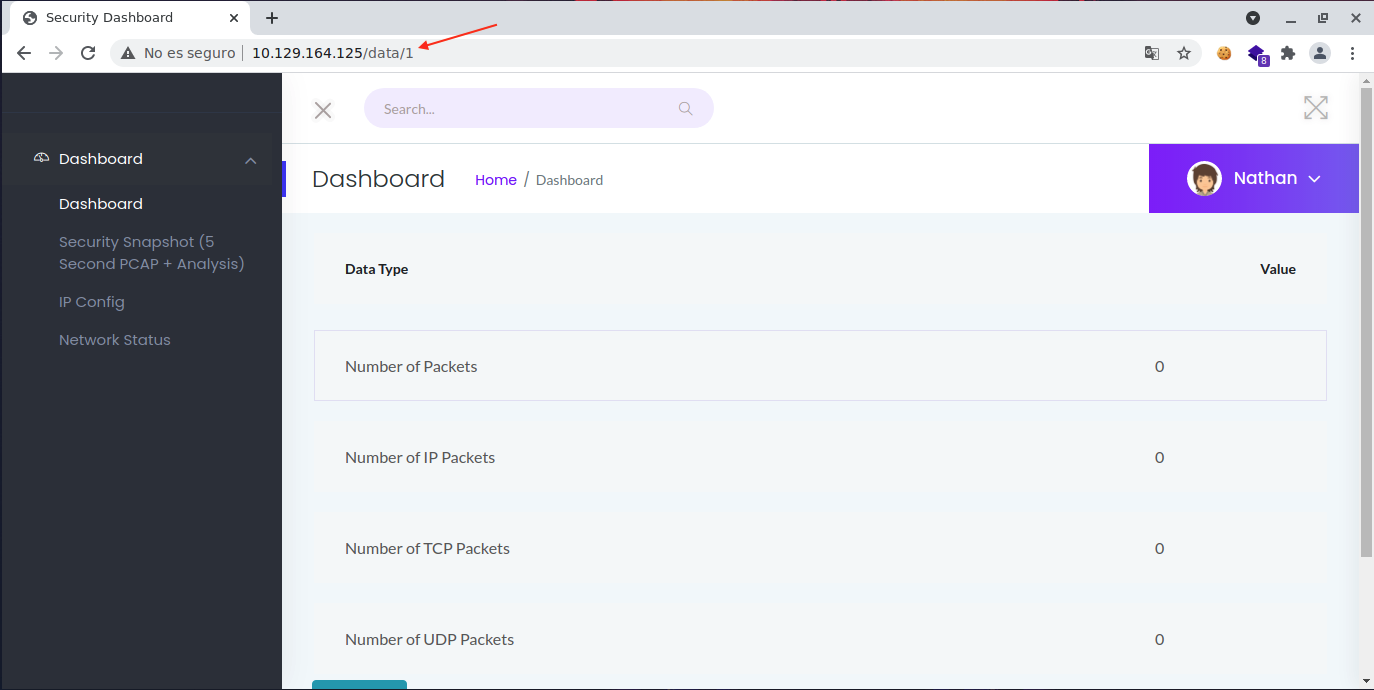 Security Dashboard
No es seguro | 10.129.164.125/data/1
8
Search...
Dashboard
Dashboard
Security Snapshot (5
Second PCAP + Analysis)
IP Config
Network Status
Dashboard
Home / Dashboard
Nathan
Data Type Value
Number of Packets 0
Number of IP Packets 0
Number of TCP Packets 0
Number of UDP Packets 0